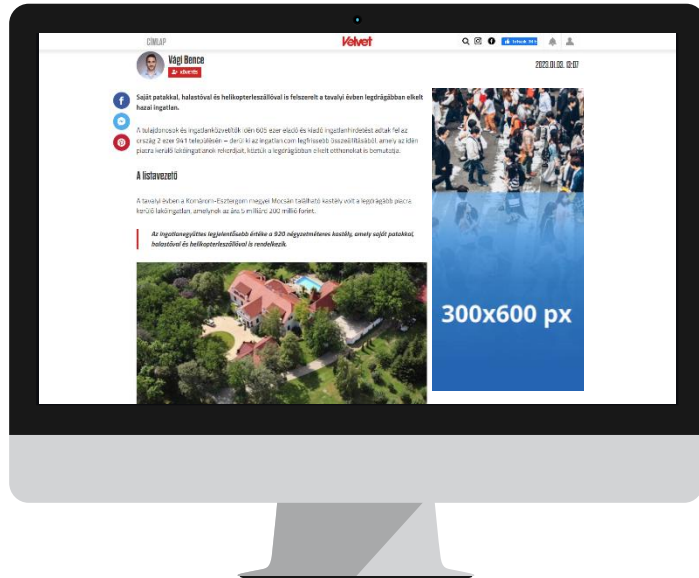 CÍMLAP
Velvet
Vági Bence
KÖVETÉS
2023.01.03. 13:07
Saját patakkal, halastóval és helikopterleszállóval is felszerelt a tavalyi évben legdrágábban elkelt
hazai ingatlan.
A tulajdonosok és ingatlanközvetítők idén 605 ezer eladó és kiadó ingatlanhirdetést adtak fel az
ország 2 ezer 941 településén – derül ki az ingatlan.com legfrissebb összeállításából, amely az idén
piacra kerülő lakóingatlanok rekordjait, köztük a legdrágábban elkelt otthonokat is bemutatja.
A listavezető
A tavalyi évben a Komárom-Esztergom megyei Mocsán található kastély volt a legdrágább piacra
kerülő lakóingatlan, amelynek az ára 5 milliárd 200 millió forint.
Az ingatlanegyüttes legjelentősebb értéke a 920 négyzetméteres kastély, amely saját patakkal,
halastóval és helikopterleszállóval is rendelkezik.
300x600 px